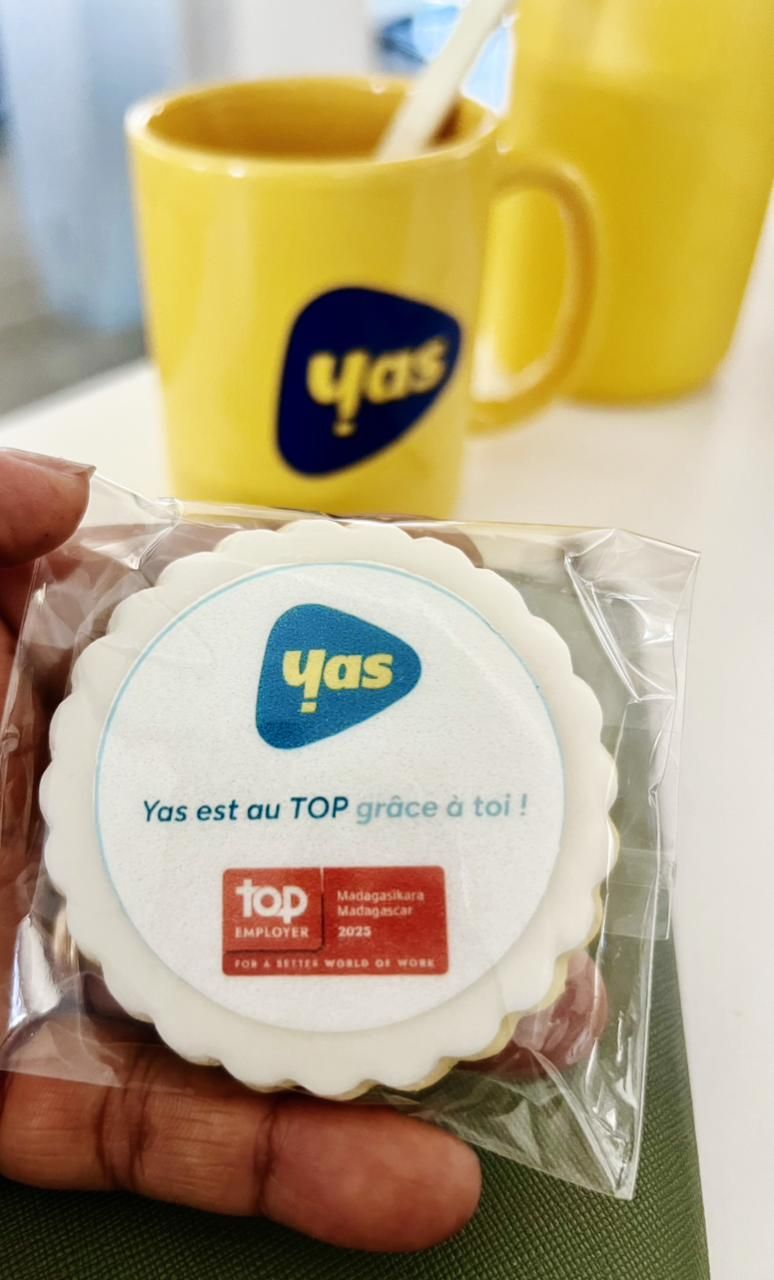 yas
yas
Yas est au TOP grâce à toi !
top
EMPLOYER
Madagasikara
Madagascar
2025
FOR A BETTER WORLD OF WORK